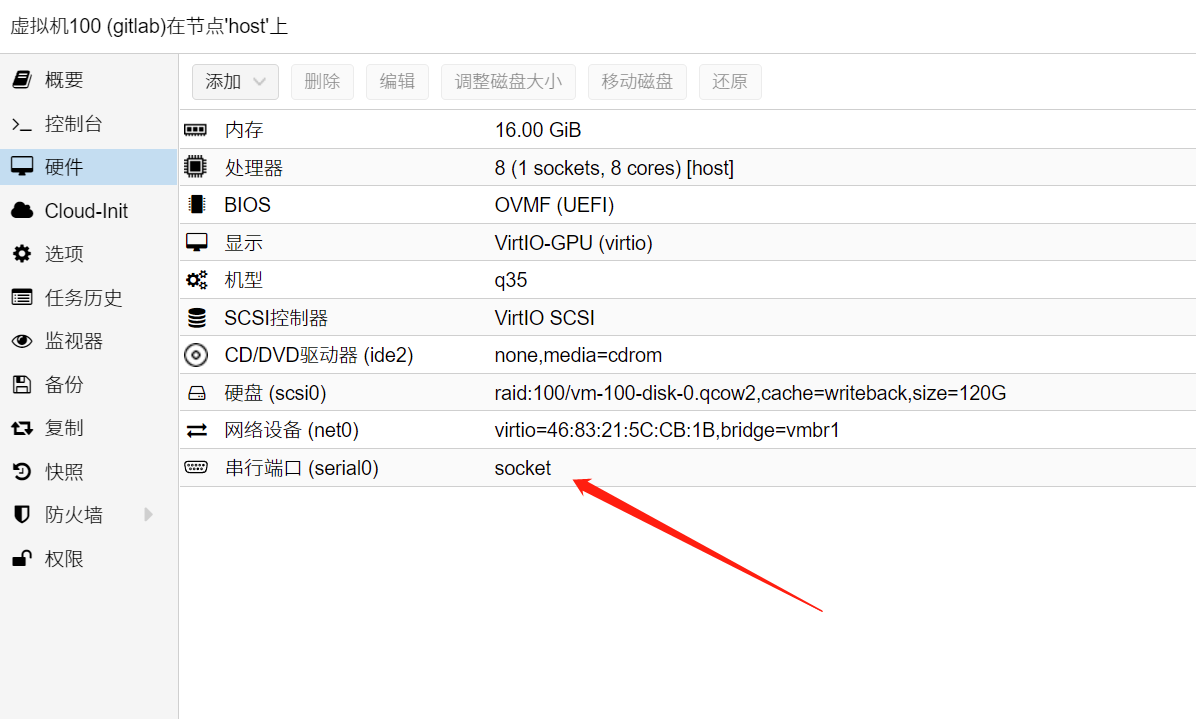 虚拟机100 (gitlab)在节点'host'上
概要
控制台
硬件
Cloud-Init
选项
任务历史
监视器
备份
复制
快照
防火墙
权限
添加 删除 编辑 调整磁盘大小 移动磁盘 还原
内存 16.00 GiB
处理器 8 (1 sockets, 8 cores) [host]
BIOS OVMF (UEFI)
显示 VirtIO-GPU (virtio)
机型 q35
SCSI控制器 VirtIO SCSI
CD/DVD驱动器 (ide2) none,media=cdrom
硬盘 (scsi0) raid:100/vm-100-disk-0.qcow2,cache=writeback,size=120G
网络设备 (net0) virtio=46:83:21:5C:CB:1B,bridge=vmbr1
串行端口 (serial0) socket